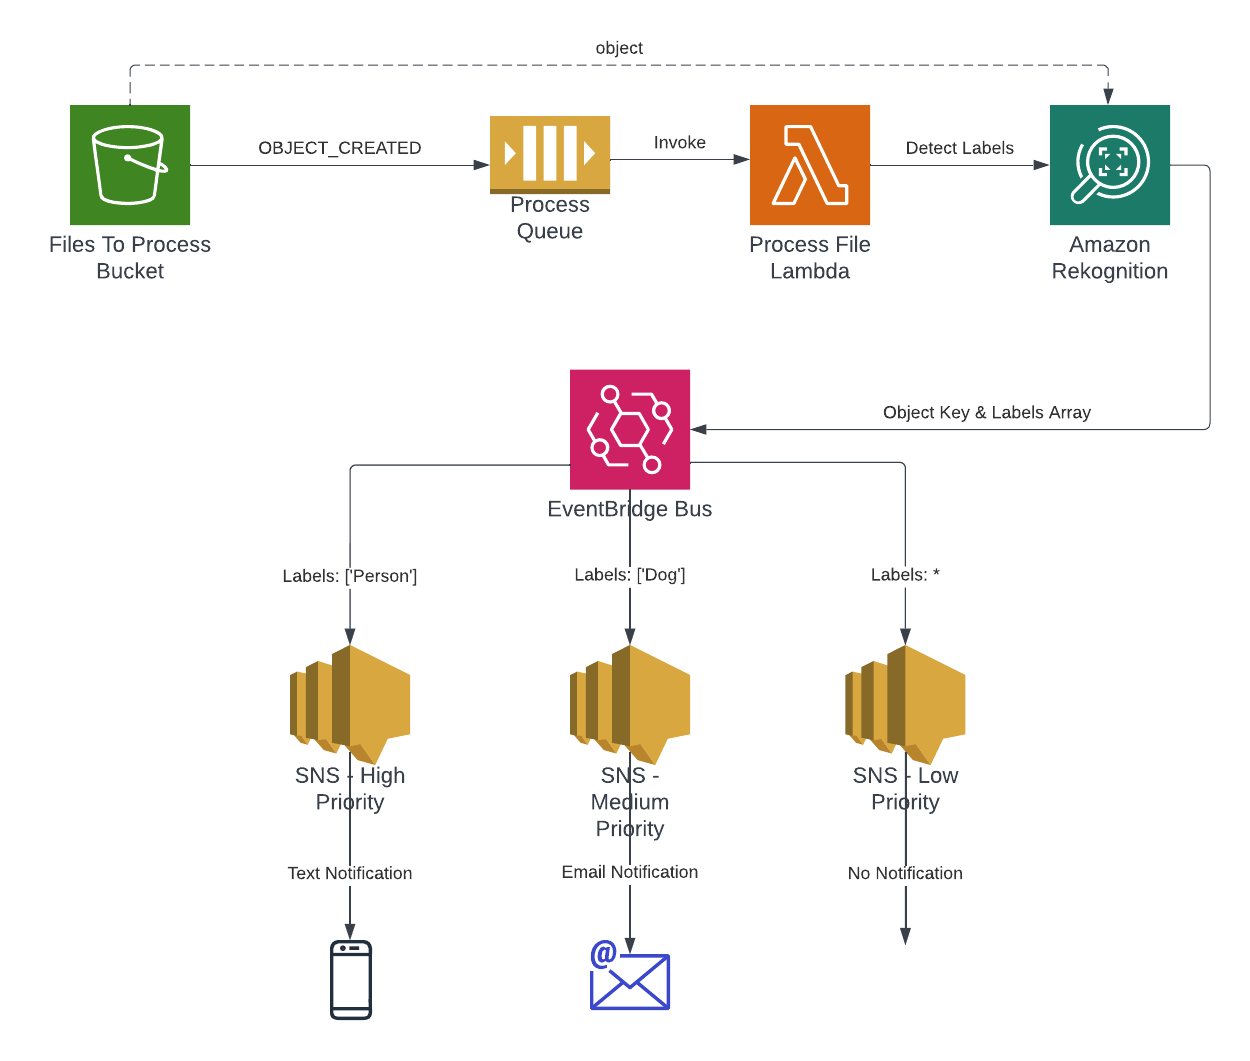 object
OBJECT_CREATED
Invoke
Detect Labels
Files To Process
Bucket
Process
Queue
Process File
Lambda
Amazon
Rekognition
Object Key & Labels Array
EventBridge Bus
Labels: ['Person']
Labels: ['Dog']
Labels: *
SNS - High
Priority
SNS -
Medium
Priority
SNS - Low
Priority
Text Notification
Email Notification
No Notification
@